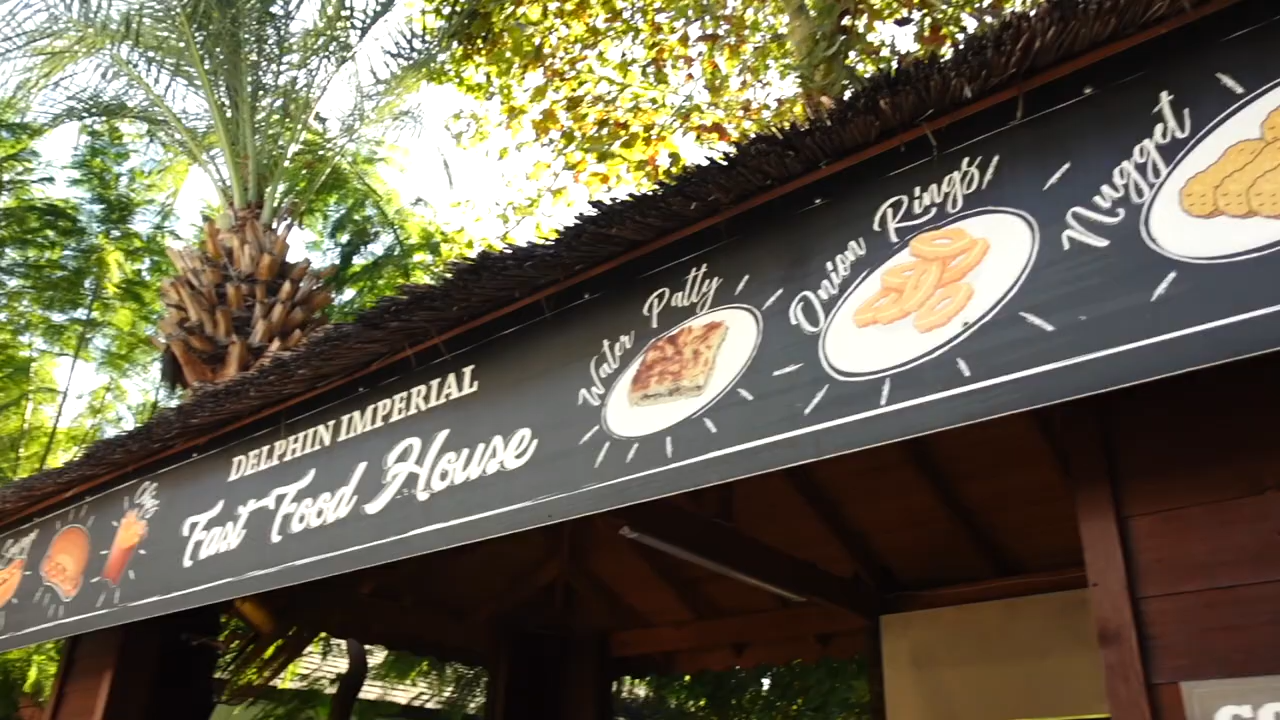 DELPHIN IMPERIAL
Fast Food House
Water Patty
Onion Rings
Nugget